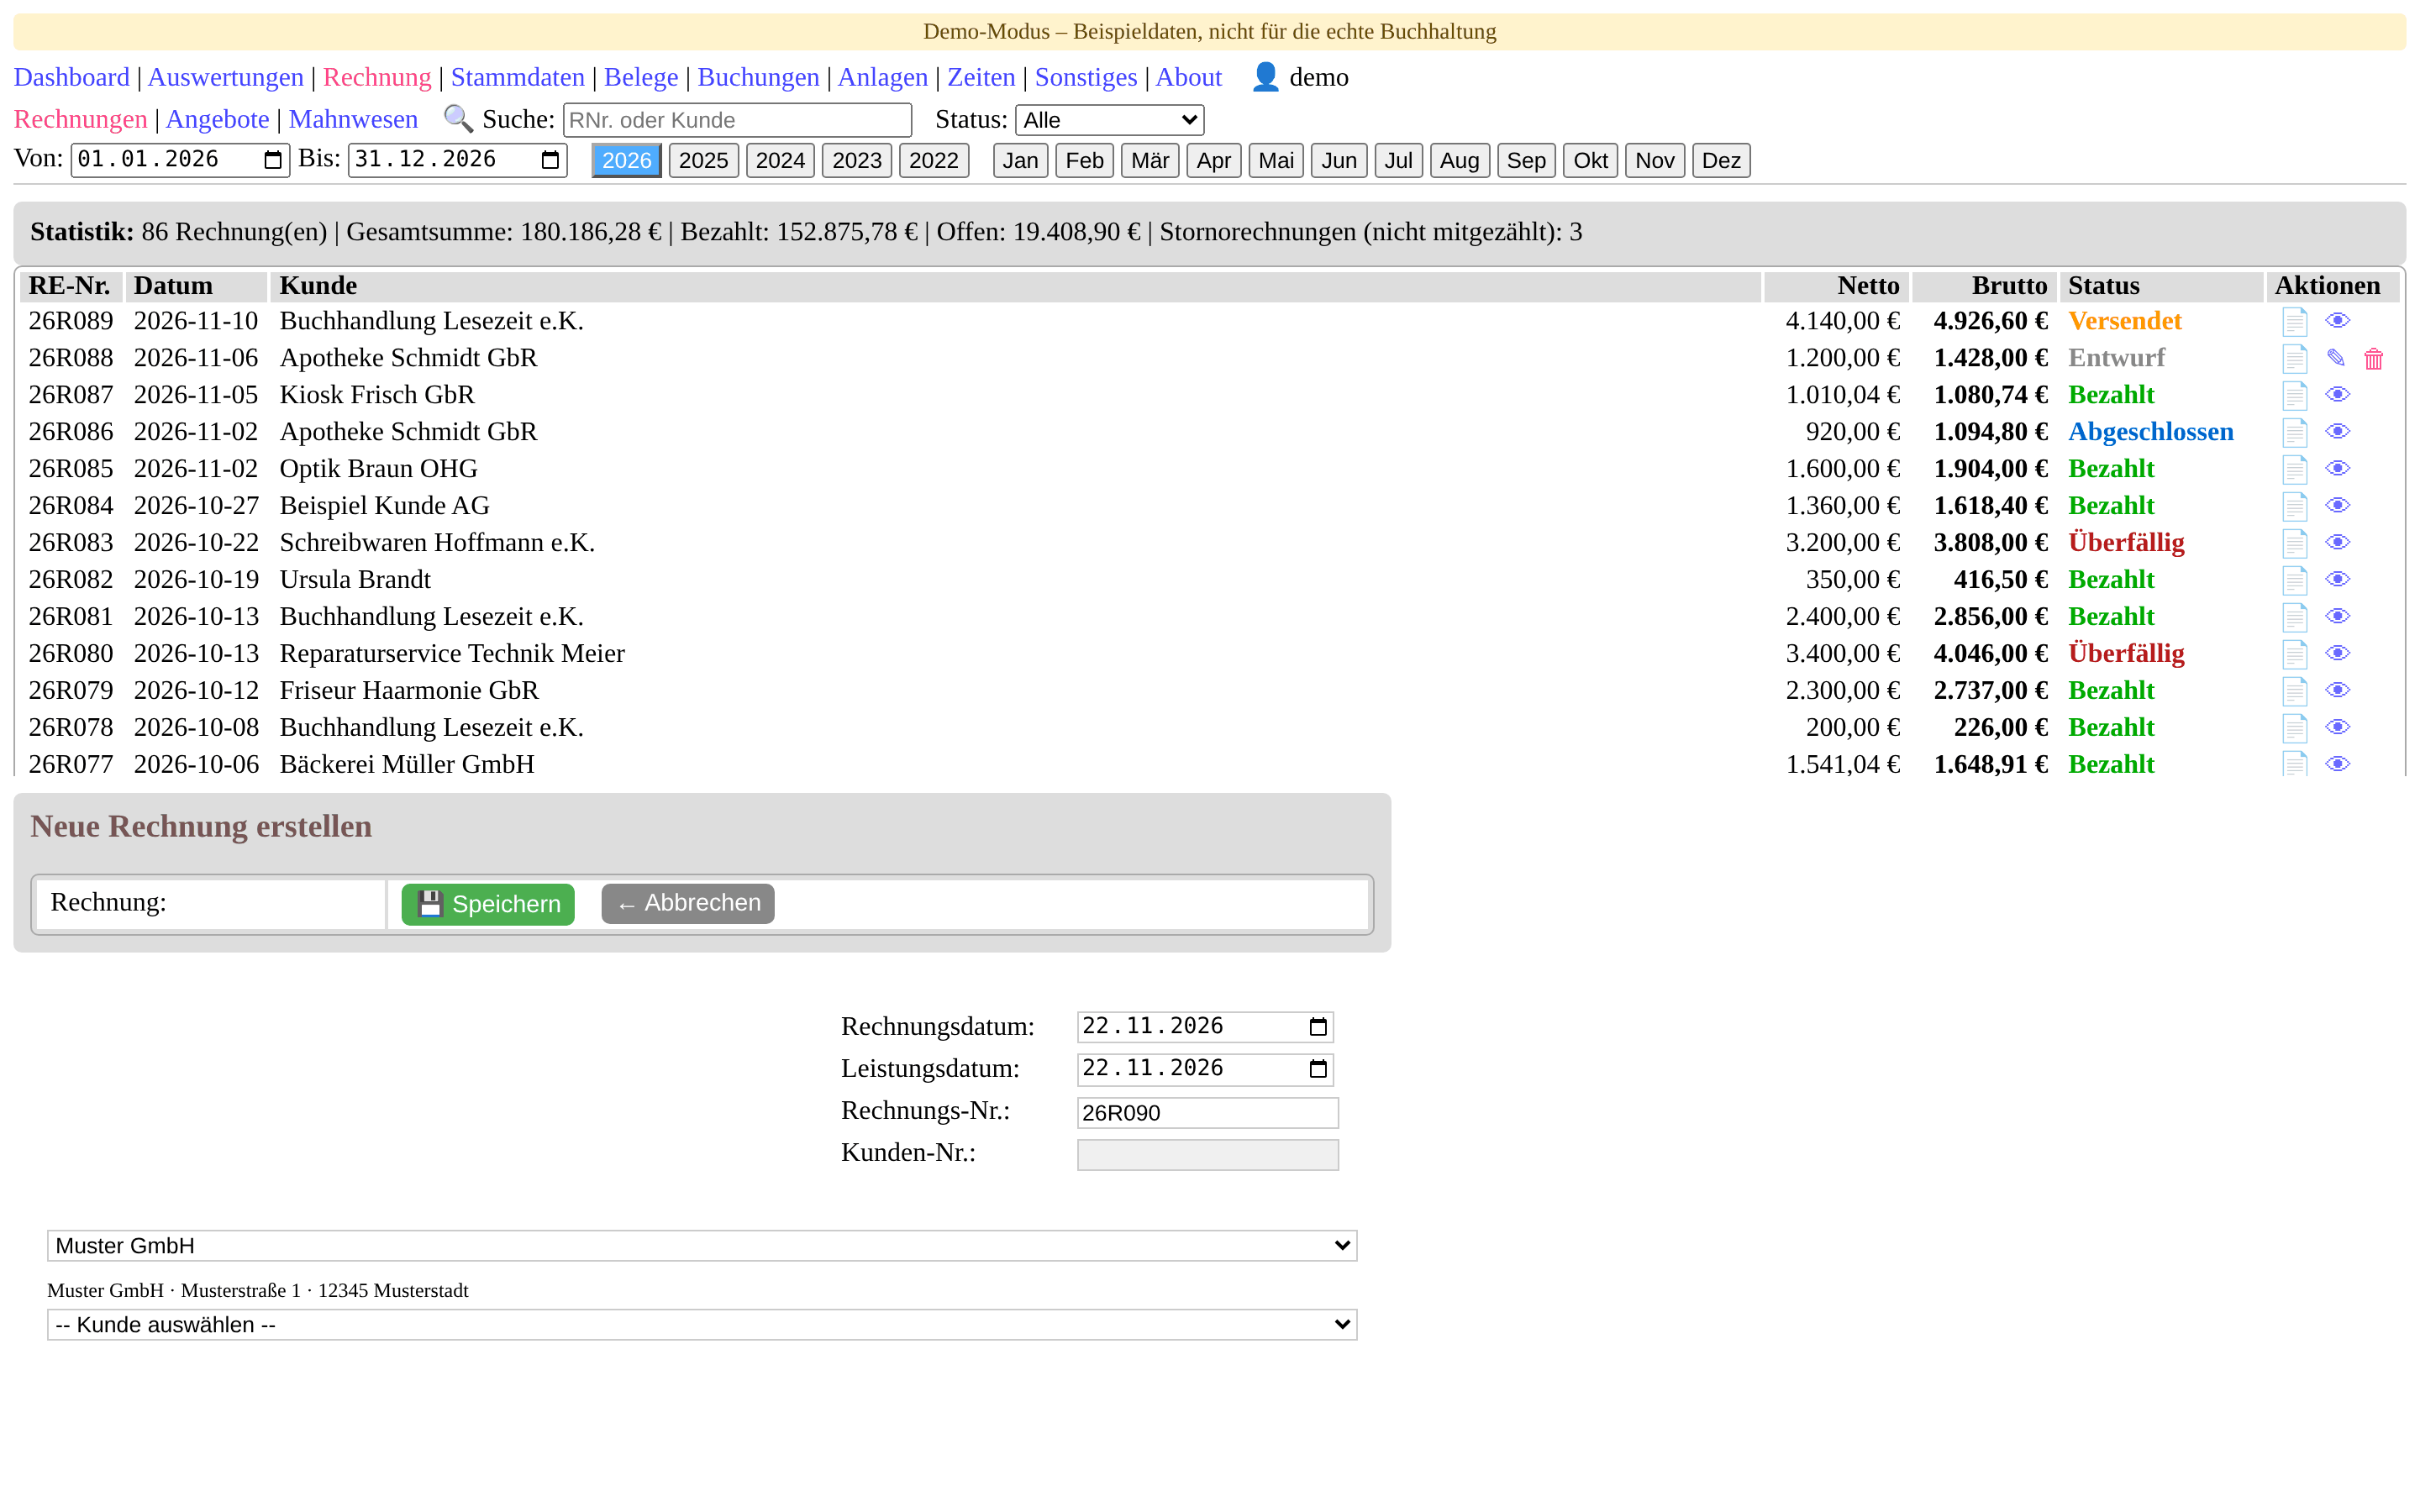 Demo-Modus – Beispieldaten, nicht für die echte Buchhaltung
Dashboard | Auswertungen | Rechnung | Stammdaten | Belege | Buchungen | Anlagen | Zeiten | Sonstiges | About demo
Rechnungen | Angebote | Mahnwesen Suche: RNr. oder Kunde Status: Alle
Von: 01.01.2026 Bis: 31.12.2026 2026 2025 2024 2023 2022 Jan Feb Mär Apr Mai Jun Jul Aug Sep Okt Nov Dez
Statistik: 86 Rechnung(en) | Gesamtsumme: 180.186,28 € | Bezahlt: 152.875,78 € | Offen: 19.408,90 € | Stornorechnungen (nicht mitgezählt): 3
RE-Nr. Datum Kunde Netto Brutto Status Aktionen
26R089 2026-11-10 Buchhandlung Lesezeit e.K. 4.140,00 € 4.926,60 € Versendet
26R088 2026-11-06 Apotheke Schmidt GbR 1.200,00 € 1.428,00 € Entwurf
26R087 2026-11-05 Kiosk Frisch GbR 1.010,04 € 1.080,74 € Bezahlt
26R086 2026-11-02 Apotheke Schmidt GbR 920,00 € 1.094,80 € Abgeschlossen
26R085 2026-11-02 Optik Braun OHG 1.600,00 € 1.904,00 € Bezahlt
26R084 2026-10-27 Beispiel Kunde AG 1.360,00 € 1.618,40 € Bezahlt
26R083 2026-10-22 Schreibwaren Hoffmann e.K. 3.200,00 € 3.808,00 € Überfällig
26R082 2026-10-19 Ursula Brandt 350,00 € 416,50 € Bezahlt
26R081 2026-10-13 Buchhandlung Lesezeit e.K. 2.400,00 € 2.856,00 € Bezahlt
26R080 2026-10-13 Reparaturservice Technik Meier 3.400,00 € 4.046,00 € Überfällig
26R079 2026-10-12 Friseur Haarmonie GbR 2.300,00 € 2.737,00 € Bezahlt
26R078 2026-10-08 Buchhandlung Lesezeit e.K. 200,00 € 226,00 € Bezahlt
26R077 2026-10-06 Bäckerei Müller GmbH 1.541,04 € 1.648,91 € Bezahlt
Neue Rechnung erstellen
Rechnung: Speichern ← Abbrechen
Rechnungsdatum: 22.11.2026
Leistungsdatum: 22.11.2026
Rechnungs-Nr.: 26R090
Kunden-Nr.:
Muster GmbH
Muster GmbH · Musterstraße 1 · 12345 Musterstadt
-- Kunde auswählen --